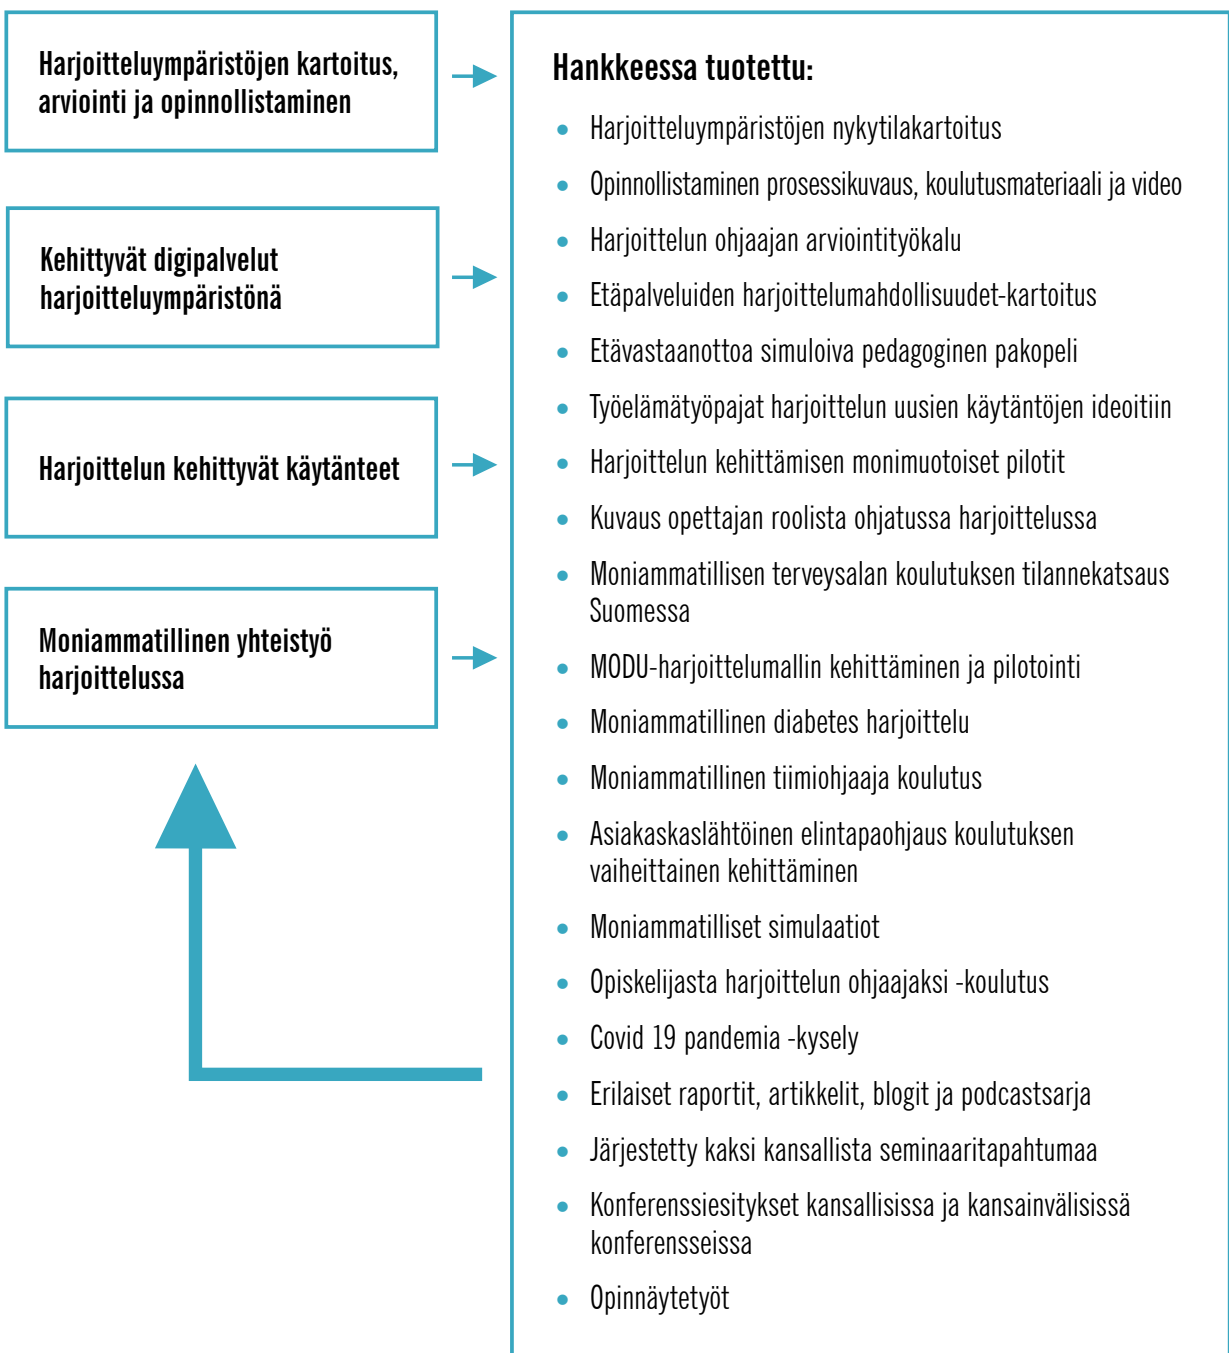 Harjoitteluympäristöjen kartoitus,
arviointi ja opinnollistaminen
Kehittyvät digipalvelut
harjoitteluympäristönä
Harjoittelun kehittyvät käytänteet
Moniammatillinen yhteistyö
harjoittelussa
Hankkeessa tuotettu:
• Harjoitteluympäristöjen nykytilakartoitus
• Opinnollistaminen prosessikuvaus, koulutusmateriaali ja video
• Harjoittelun ohjaajan arviointityökalu
• Etäpalveluiden harjoittelumahdollisuudet-kartoitus
• Etävastaanottoa simuloiva pedagoginen pakopeli
• Työelämätyöpajat harjoittelun uusien käytäntöjen ideoitiin
• Harjoittelun kehittämisen monimuotoiset pilotit
• Kuvaus opettajan roolista ohjatussa harjoittelussa
• Moniammatillisen terveysalan koulutuksen tilannekatsaus
Suomessa
• MODU-harjoittelumallin kehittäminen ja pilotointi
• Moniammatillinen diabetes harjoittelu
• Moniammatillinen tiimiohjaaja koulutus
• Asiakaskaslähtöinen elintapaohjaus koulutuksen
vaiheittainen kehittäminen
• Moniammatilliset simulaatiot
• Opiskelijasta harjoittelun ohjaajaksi -koulutus
• Covid 19 pandemia -kysely
• Erilaiset raportit, artikkelit, blogit ja podcastsarja
• Järjestetty kaksi kansallista seminaaritapahtumaa
• Konferenssiesitykset kansallisissa ja kansainvälisissä
konferensseissa
• Opinnäytetyöt